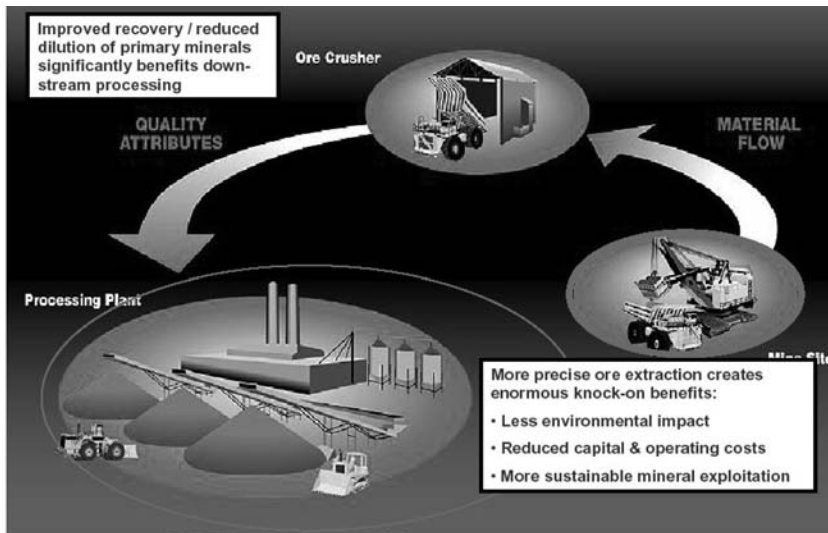 Improved recovery / reduced
dilution of primary minerals
significantly benefits down-
stream processing
Ore Crusher
QUALITY
ATTRIBUTES
MATERIAL
FLOW
Processing Plant
Mine Site
More precise ore extraction creates
enormous knock-on benefits:
• Less environmental impact
• Reduced capital & operating costs
• More sustainable mineral exploitation